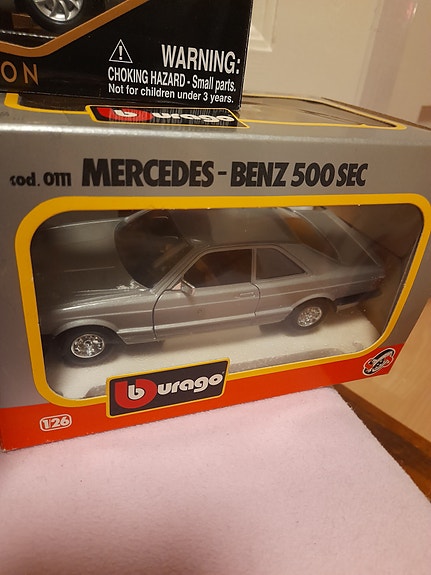 ON
WARNING:
CHOKING HAZARD - Small parts.
Not for children under 3 years.
burago
cod. 0111 MERCEDES-BENZ 500 SEC
burago
1:26